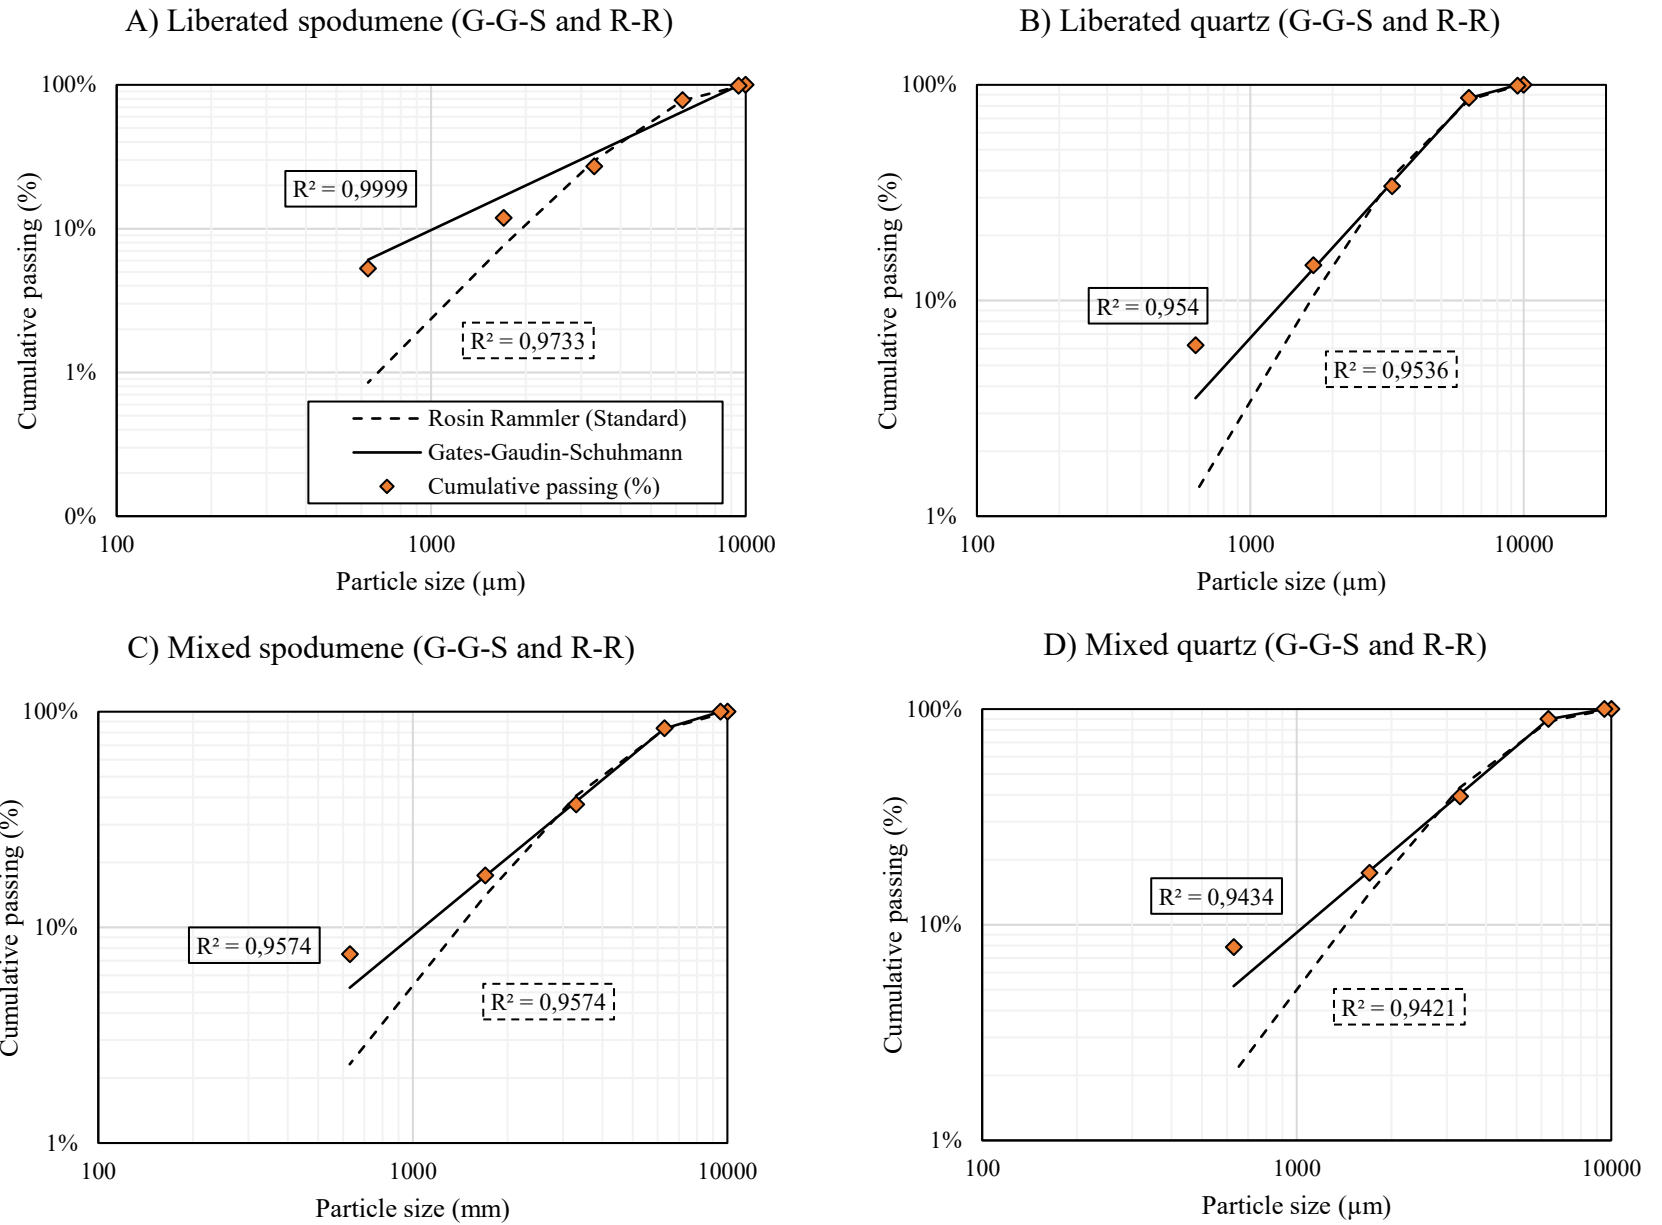 A) Liberated spodumene (G-G-S and R-R)
100%
10%
1%
0%
Cumulative passing (%)
R² = 0,9999
R² = 0,9733
Rosin Rammler (Standard)
Gates-Gaudin-Schuhmann
Cumulative passing (%)
100 1000 10000
Particle size (µm)
B) Liberated quartz (G-G-S and R-R)
100%
10%
1%
Cumulative passing (%)
R² = 0,954
R² = 0,9536
100 1000 10000
Particle size (µm)
C) Mixed spodumene (G-G-S and R-R)
100%
10%
1%
Cumulative passing (%)
R² = 0,9574
R² = 0,9574
100 1000 10000
Particle size (mm)
D) Mixed quartz (G-G-S and R-R)
100%
10%
1%
Cumulative passing (%)
R² = 0,9434
R² = 0,9421
100 1000 10000
Particle size (µm)